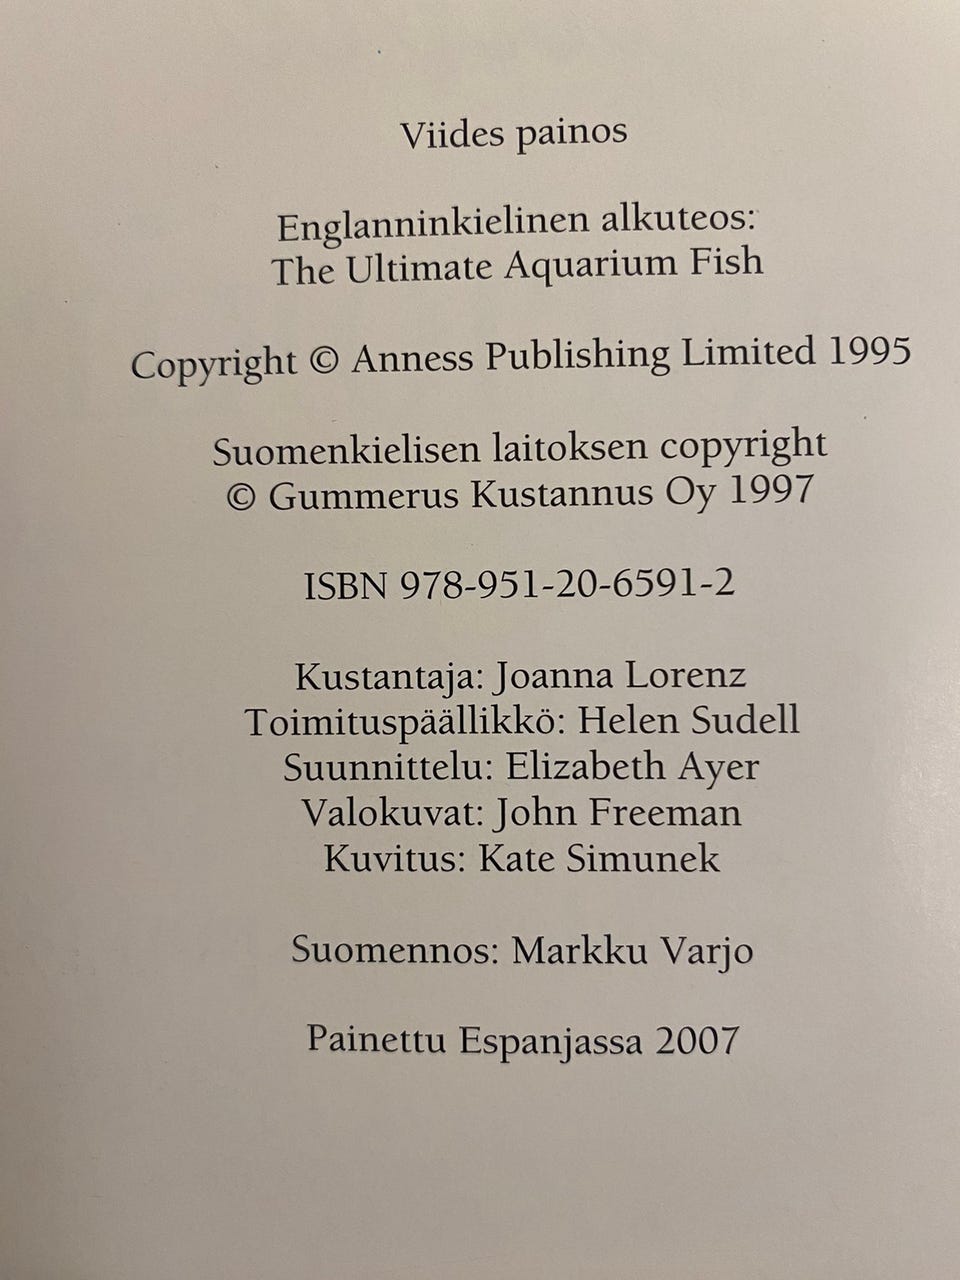 Viides painos
Englanninkielinen alkuteos:
The Ultimate Aquarium Fish
Copyright © Anness Publishing Limited 1995
Suomenkielisen laitoksen copyright
© Gummerus Kustannus Oy 1997
ISBN 978-951-20-6591-2
Kustantaja: Joanna Lorenz
Toimituspäällikkö: Helen Sudell
Suunnittelu: Elizabeth Ayer
Valokuvat: John Freeman
Kuvitus: Kate Simunek
Suomennos: Markku Varjo
Painettu Espanjassa 2007